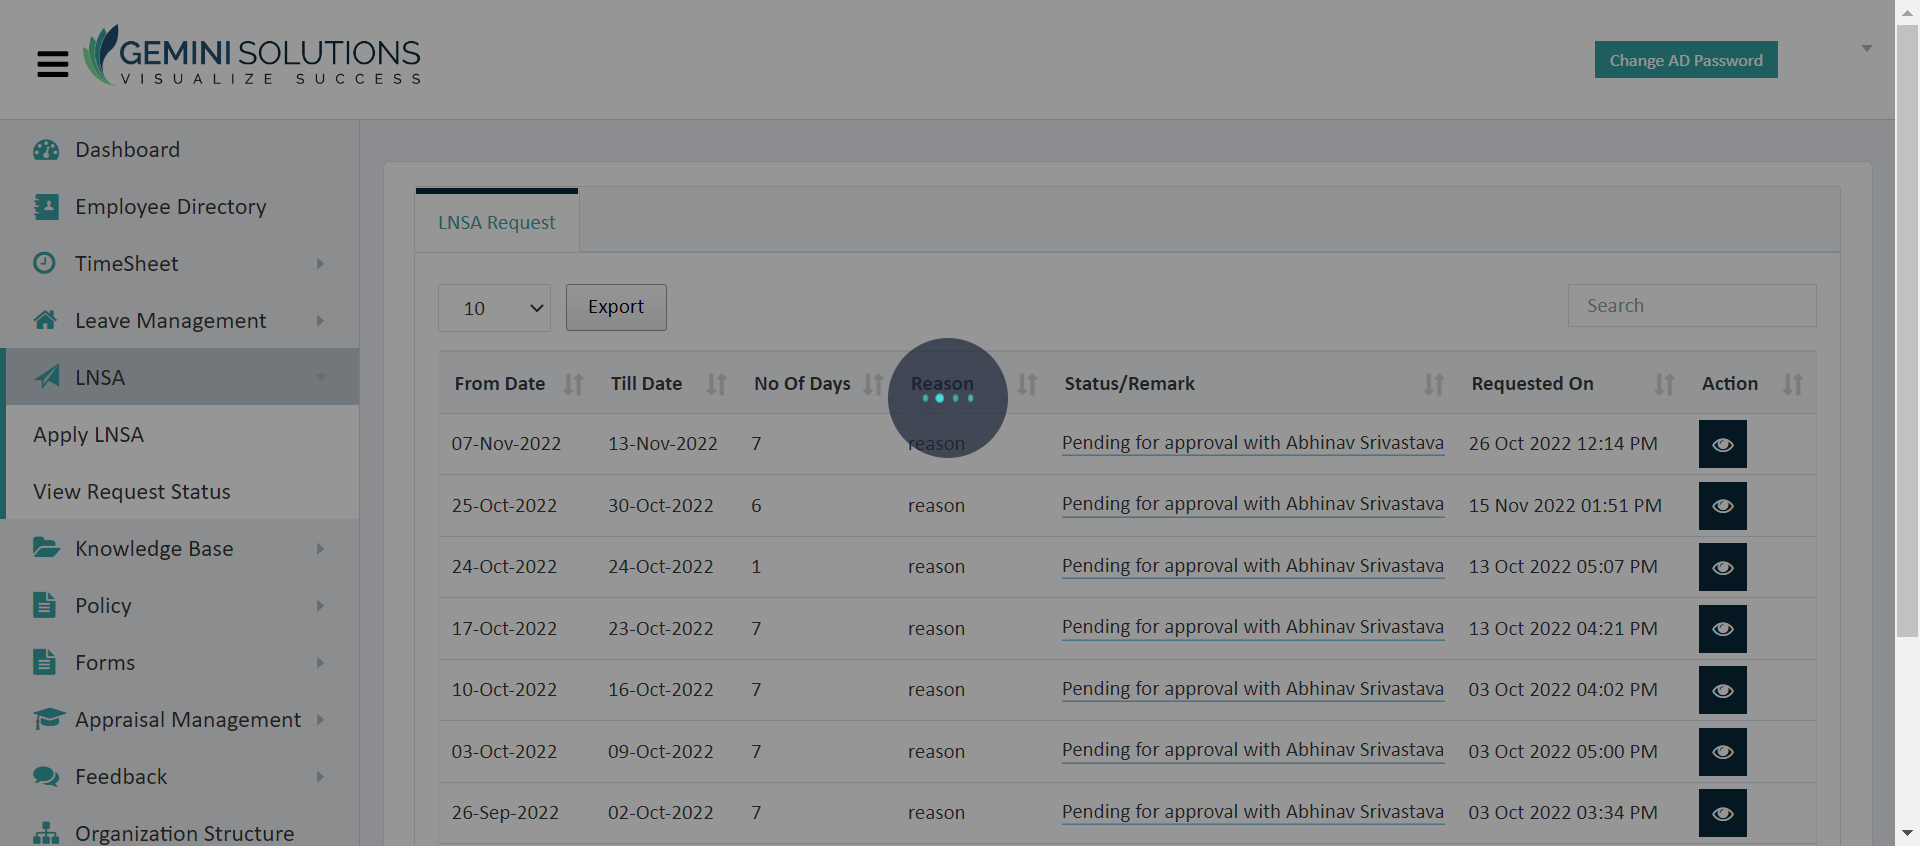 GEMINI SOLUTIONS
VISUALIZE SUCCESS
Change AD Password
Dashboard
Employee Directory
TimeSheet
Leave Management
LNSA
Apply LNSA
View Request Status
Knowledge Base
Policy
Forms
Appraisal Management
Feedback
Organization Structure
LNSA Request
10 Export Search
From Date Till Date No Of Days Reason Status/Remark Requested On Action
07-Nov-2022 13-Nov-2022 7 reason Pending for approval with Abhinav Srivastava 26 Oct 2022 12:14 PM
25-Oct-2022 30-Oct-2022 6 reason Pending for approval with Abhinav Srivastava 15 Nov 2022 01:51 PM
24-Oct-2022 24-Oct-2022 1 reason Pending for approval with Abhinav Srivastava 13 Oct 2022 05:07 PM
17-Oct-2022 23-Oct-2022 7 reason Pending for approval with Abhinav Srivastava 13 Oct 2022 04:21 PM
10-Oct-2022 16-Oct-2022 7 reason Pending for approval with Abhinav Srivastava 03 Oct 2022 04:02 PM
03-Oct-2022 09-Oct-2022 7 reason Pending for approval with Abhinav Srivastava 03 Oct 2022 05:00 PM
26-Sep-2022 02-Oct-2022 7 reason Pending for approval with Abhinav Srivastava 03 Oct 2022 03:34 PM